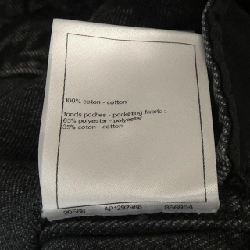 100% coton - cotton
fonds poches - pocketing fabric :
65% polyester - polyester
35% coton - cotton